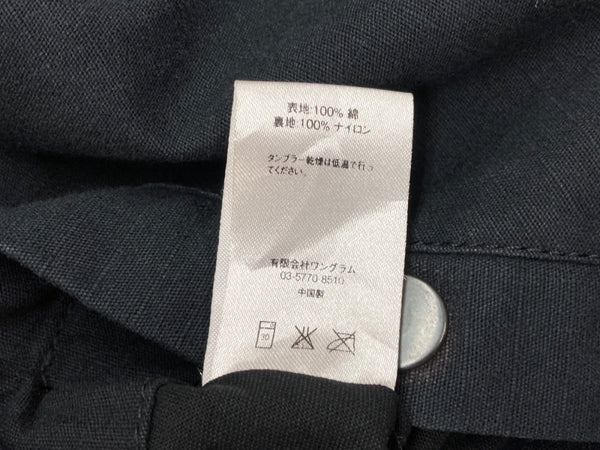 表地:100% 綿
裏地:100% ナイロン
タンブラー乾燥は低温で行っ
てください。
有限会社ワングラム
03-5770-8510
中国製
30